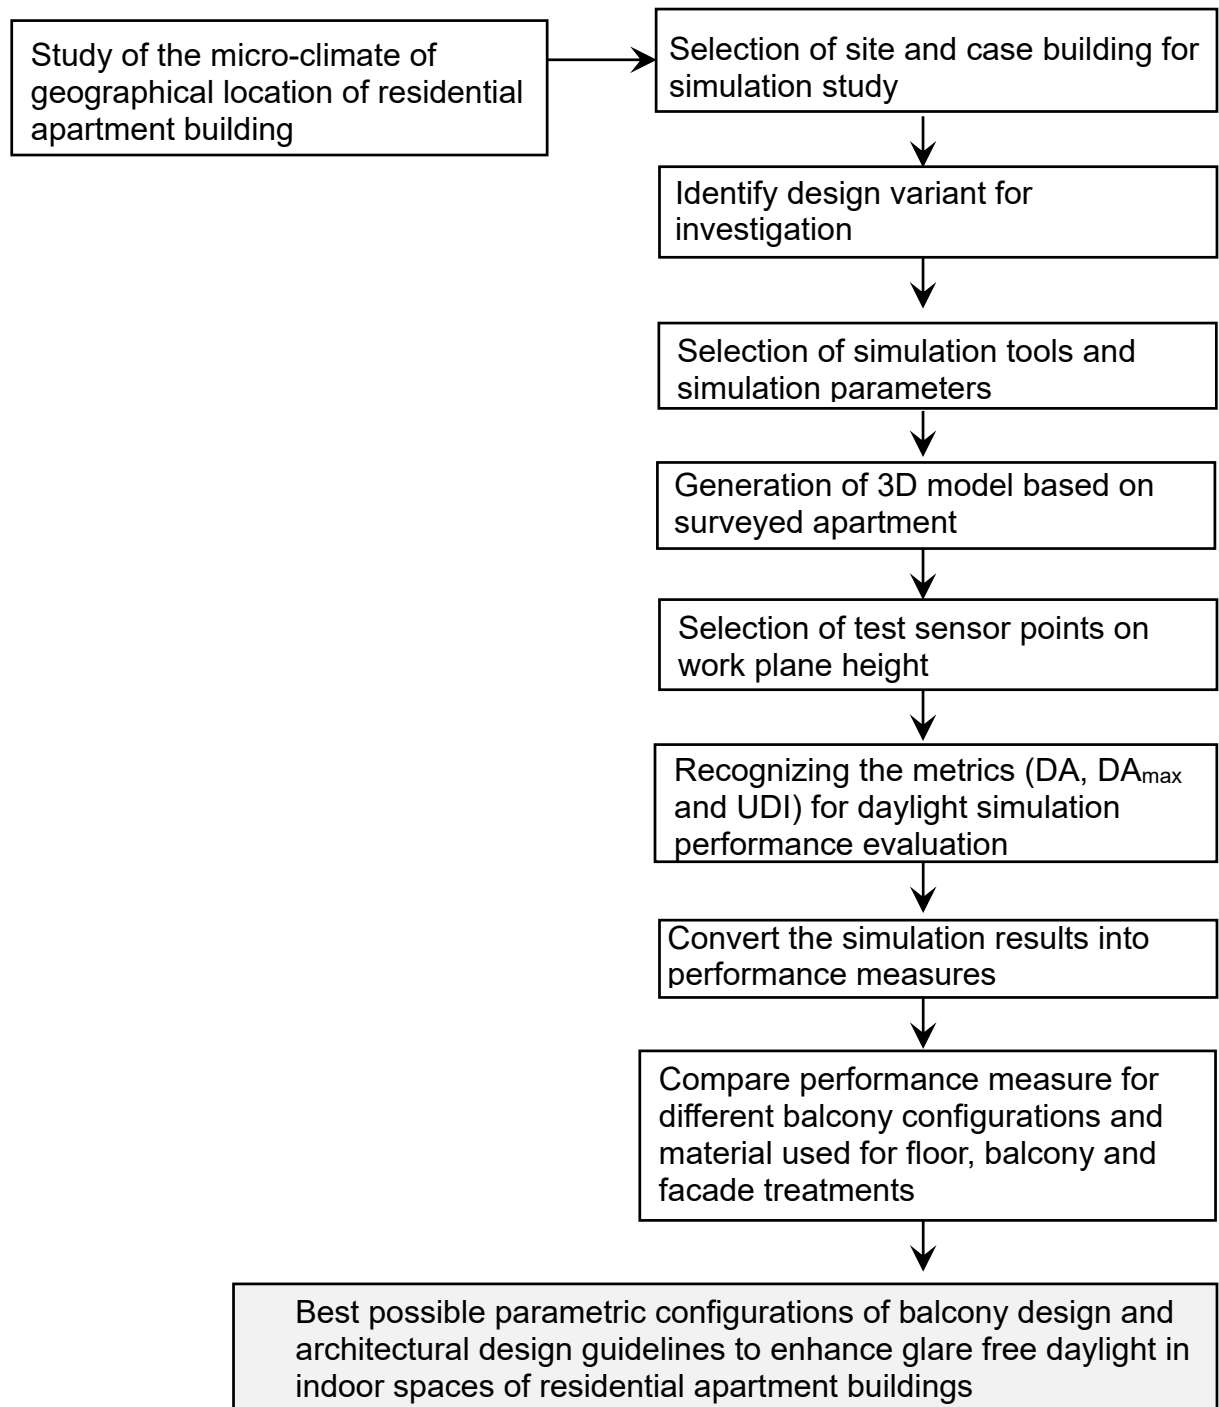 Study of the micro-climate of
geographical location of residential
apartment building
Selection of site and case building for
simulation study
Identify design variant for
investigation
Selection of simulation tools and
simulation parameters
Generation of 3D model based on
surveyed apartment
Selection of test sensor points on
work plane height
Recognizing the metrics (DA, DAmax
and UDI) for daylight simulation
performance evaluation
Convert the simulation results into
performance measures
Compare performance measure for
different balcony configurations and
material used for floor, balcony and
facade treatments
Best possible parametric configurations of balcony design and
architectural design guidelines to enhance glare free daylight in
indoor spaces of residential apartment buildings